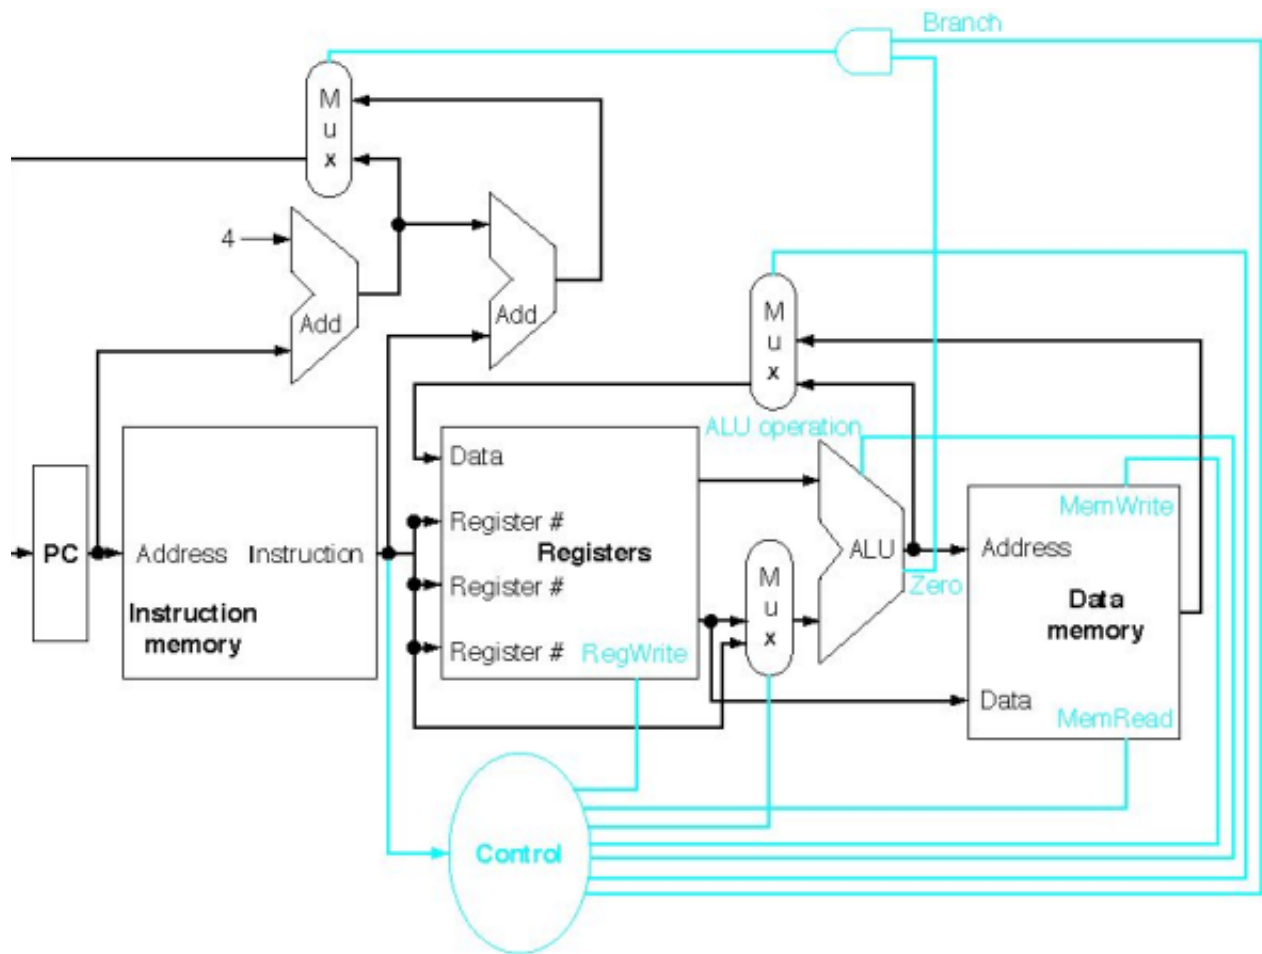 Branch
M
u
x
4
Add
Add
M
u
x
ALU operation
Data
MemWrite
Register #
PC
Address
Instruction
Registers
M
u
x
ALU
Address
Zero
Register #
Instruction
memory
Data
memory
Register #
RegWrite
Data
MemRead
Control